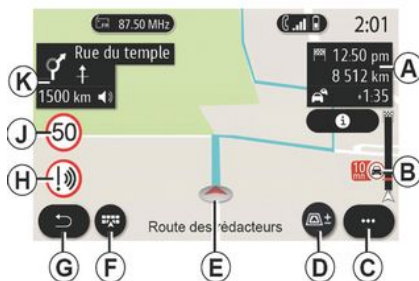 87.50 MHz
2:01
K
Rue du temple
1500 km
12.50 pm
8 512 km
+1:35
A
i
J
50
H
10
mn
B
Route des rédacteurs
G
F
E
D
C